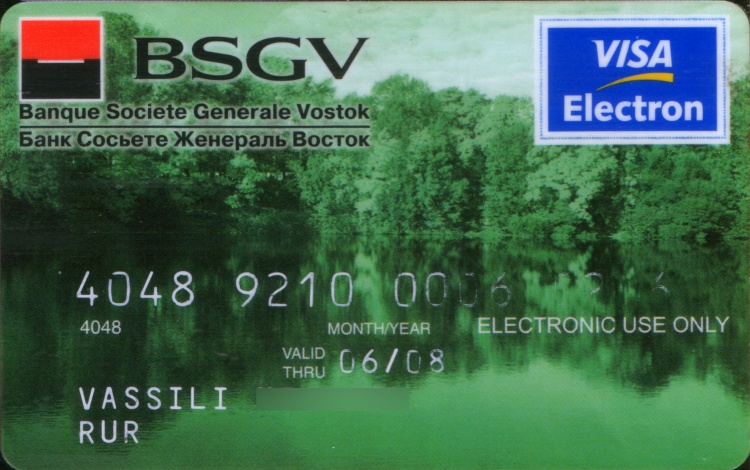 BSGV
VISA
Electron
Banque Societe Generale Vostok
Банк Сосьете Женераль Восток
4048 9210 0006
4048
MONTH/YEAR
ELECTRONIC USE ONLY
VALID THRU 06/08
VASSILI
RUR